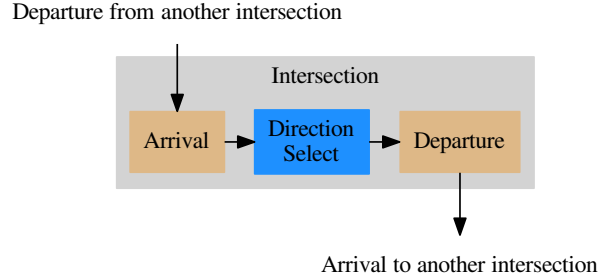 Departure from another intersection
Intersection
Arrival
Direction
Select
Departure
Arrival to another intersection